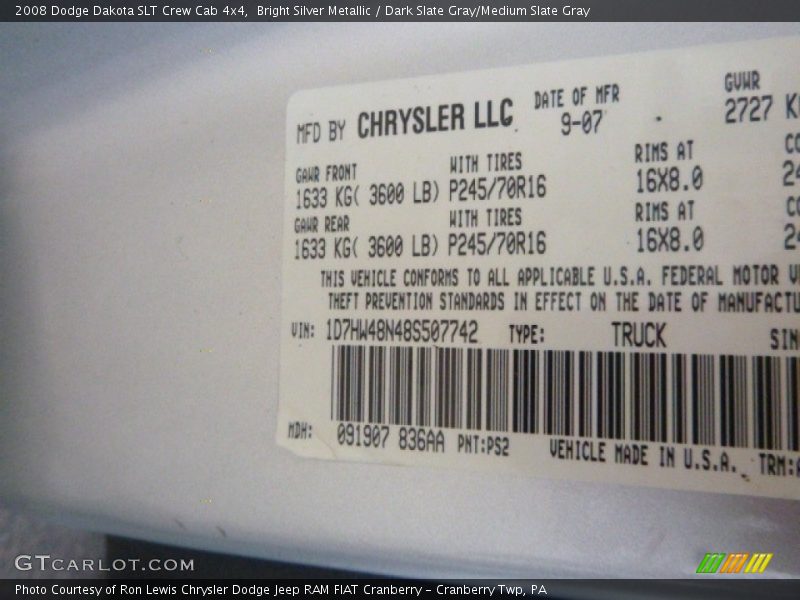 2008 Dodge Dakota SLT Crew Cab 4x4,  Bright Silver Metallic / Dark Slate Gray/Medium Slate Gray
MFD BY CHRYSLER LLC DATE OF MFR GVWR
9-07 2727
GAWR FRONT WITH TIRES RIMS AT
1633 KG( 3600 LB) P245/70R16 16X8.0
GAWR REAR WITH TIRES RIMS AT
1633 KG( 3600 LB) P245/70R16 16X8.0
THIS VEHICLE CONFORMS TO ALL APPLICABLE U.S.A. FEDERAL MOTOR
THEFT PREVENTION STANDARDS IN EFFECT ON THE DATE OF MANUFACTU
VIN: 1D7HW48N48S507742 TYPE: TRUCK SIN
MDH: 091907 836AA PNT:PS2 VEHICLE MADE IN U.S.A. TRM:
GTCARLOT.COM
Photo Courtesy of Ron Lewis Chrysler Dodge Jeep RAM FIAT Cranberry – Cranberry Twp, PA